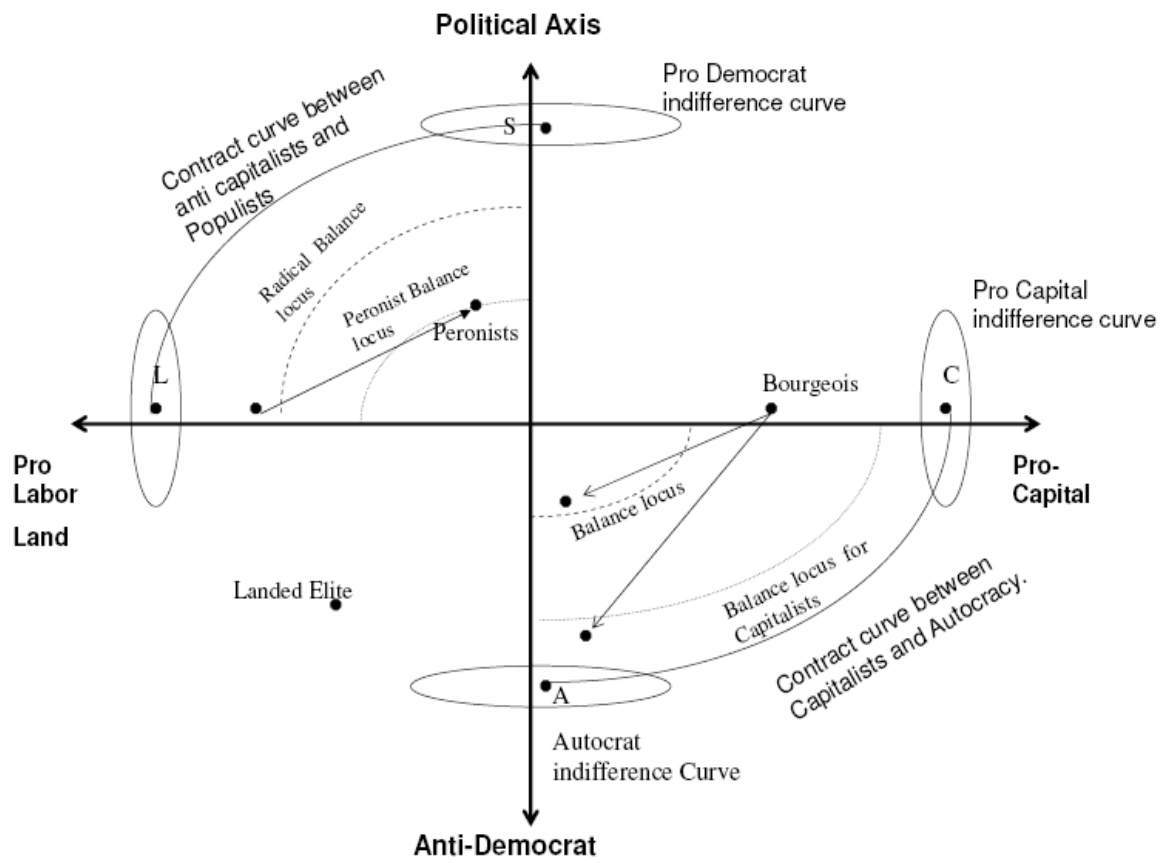 Political Axis
Pro Democrat
indifference curve
Contract curve between
anti capitalists and
Populists
S
Radical Balance
locus
Peronist Balance
locus
Peronists
Pro Capital
indifference curve
L
Bourgeois
C
Pro
Labor
Land
Pro-
Capital
Balance locus
Landed Elite
Balance locus for
Capitalists
Contract curve between
Capitalists and Autocracy.
A
Autocrat
indifference Curve
Anti-Democrat